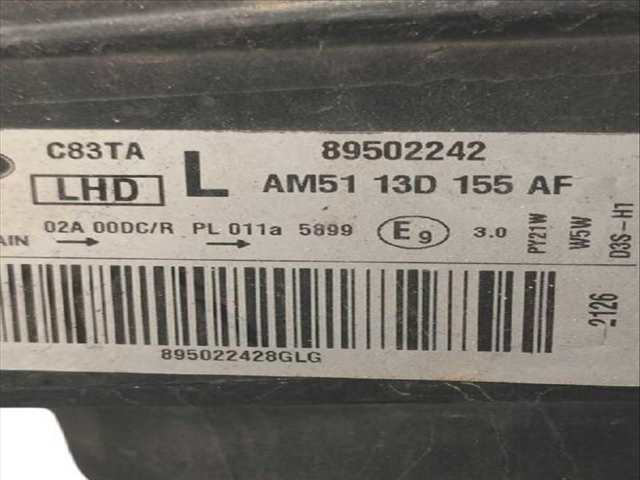 C83TA 89502242
LHD L AM51 13D 155 AF
02A 00DC/R PL 011a 5899 E9 3.0
AIN
PY21W
W5W
D3S-H1
2126
895022428GLG